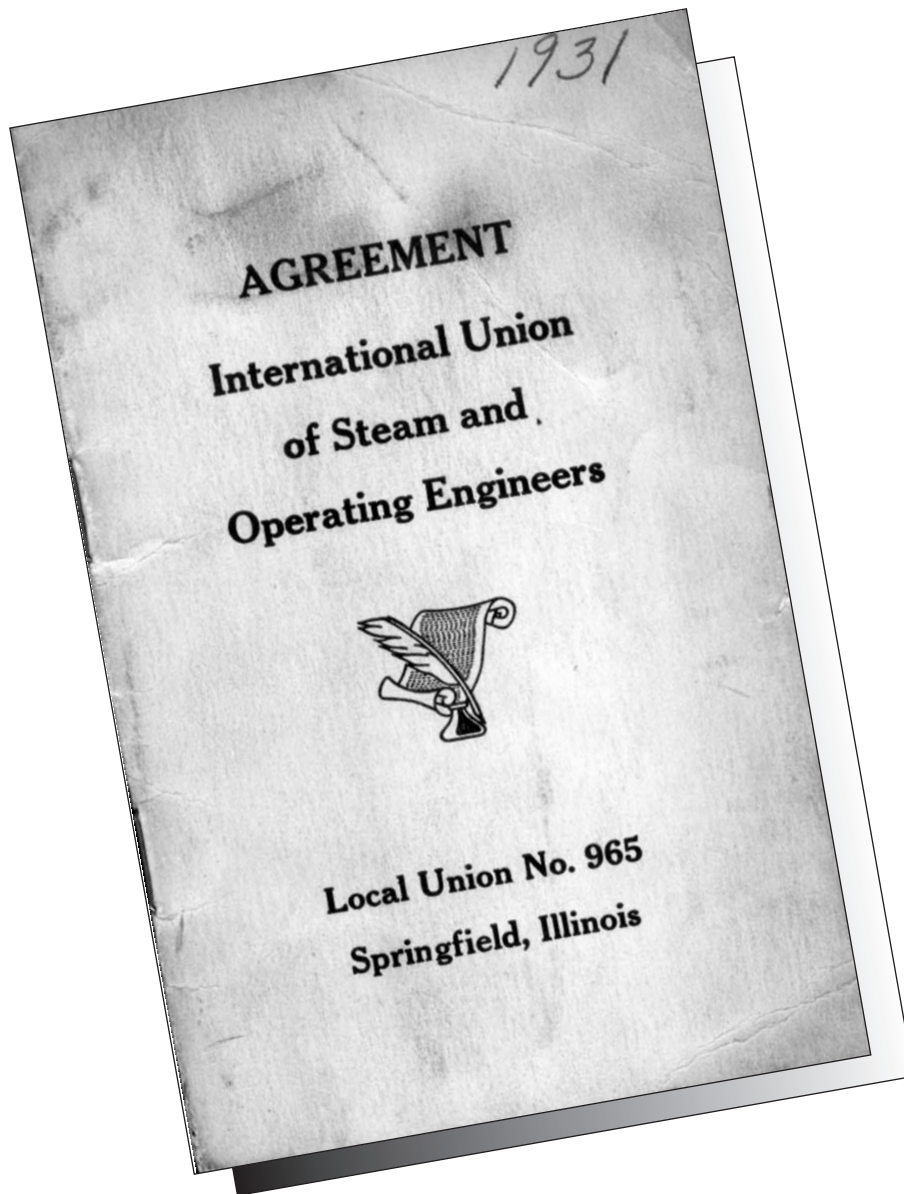 1931
AGREEMENT
International Union
of Steam and
Operating Engineers
Local Union No. 965
Springfield, Illinois